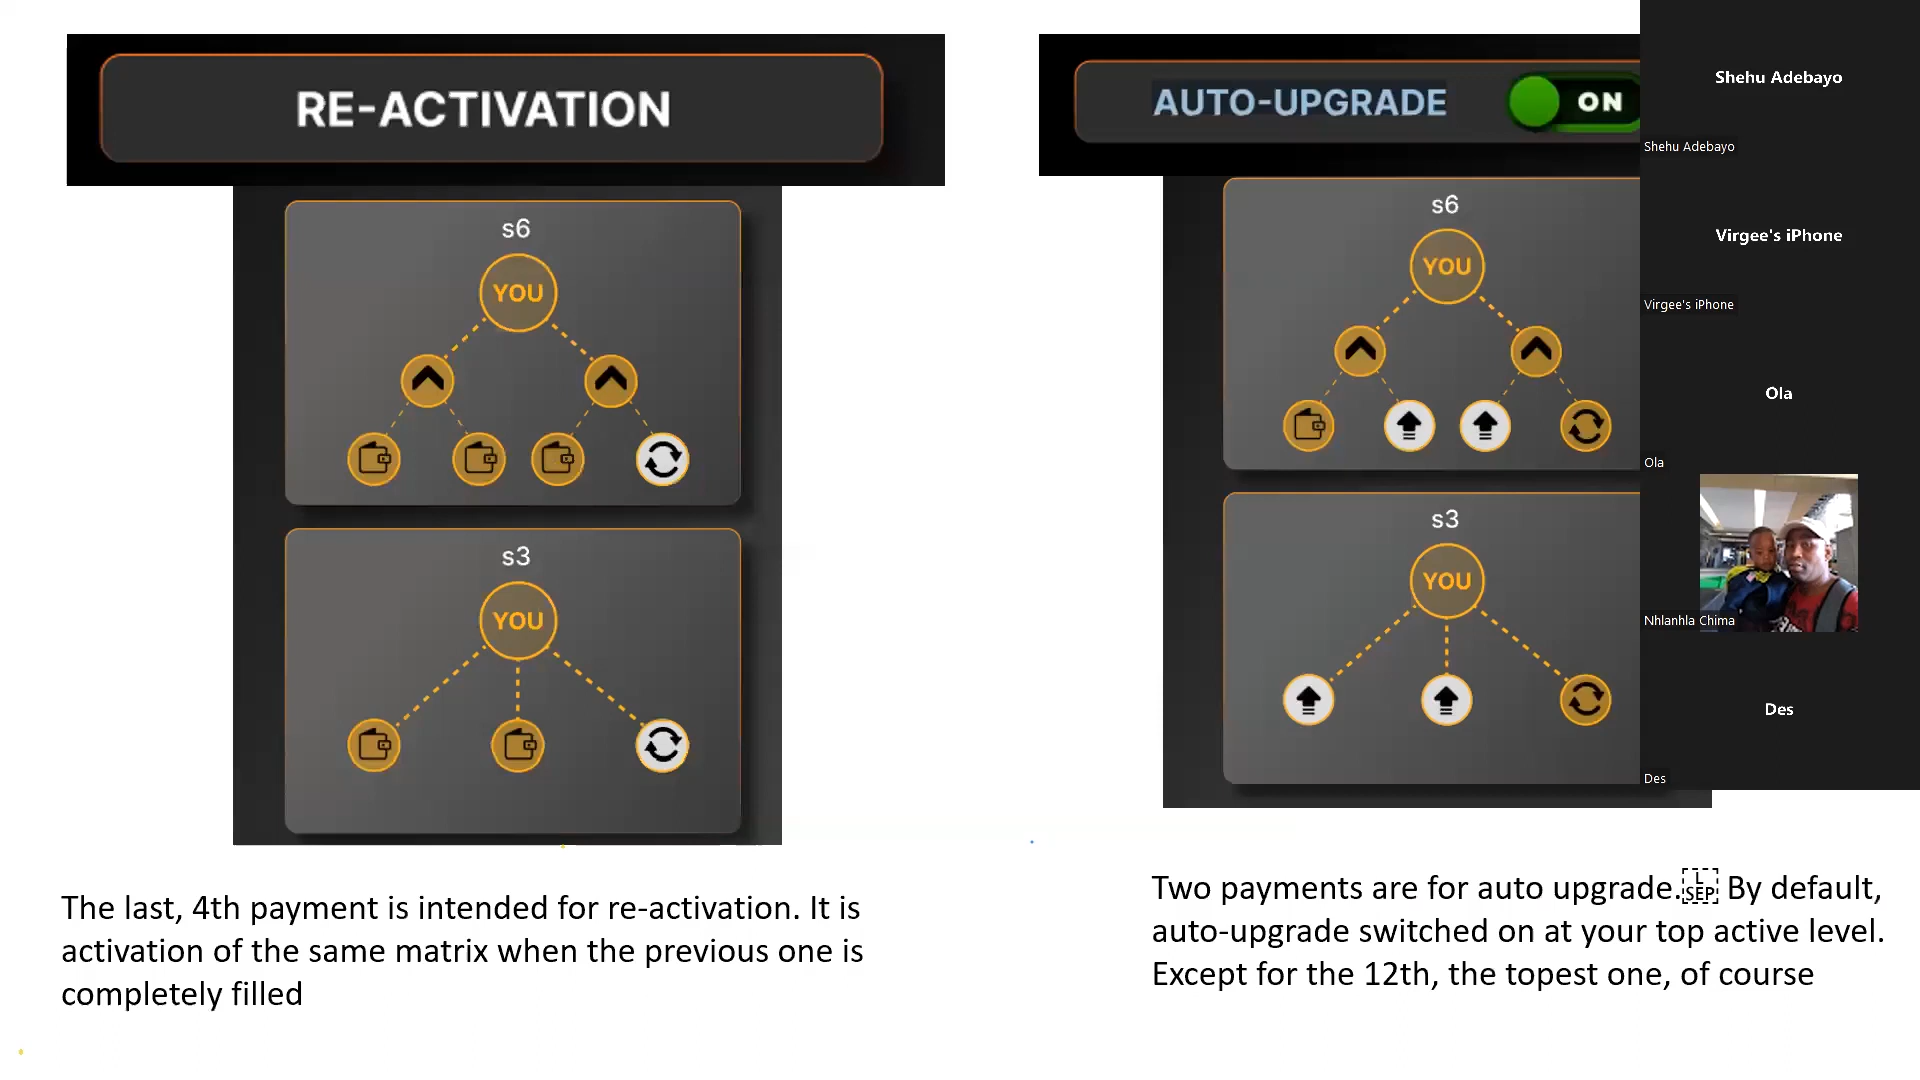 RE-ACTIVATION
s6
YOU
s3
YOU
The last, 4th payment is intended for re-activation. It is
activation of the same matrix when the previous one is
completely filled
AUTO-UPGRADE ON
s6
YOU
s3
YOU
Two payments are for auto upgrade. L SEP By default,
auto-upgrade switched on at your top active level.
Except for the 12th, the topest one, of course
Shehu Adebayo
Shehu Adebayo
Virgee's iPhone
Virgee's iPhone
Ola
Ola
Nhlanhla Chima
Des
Des